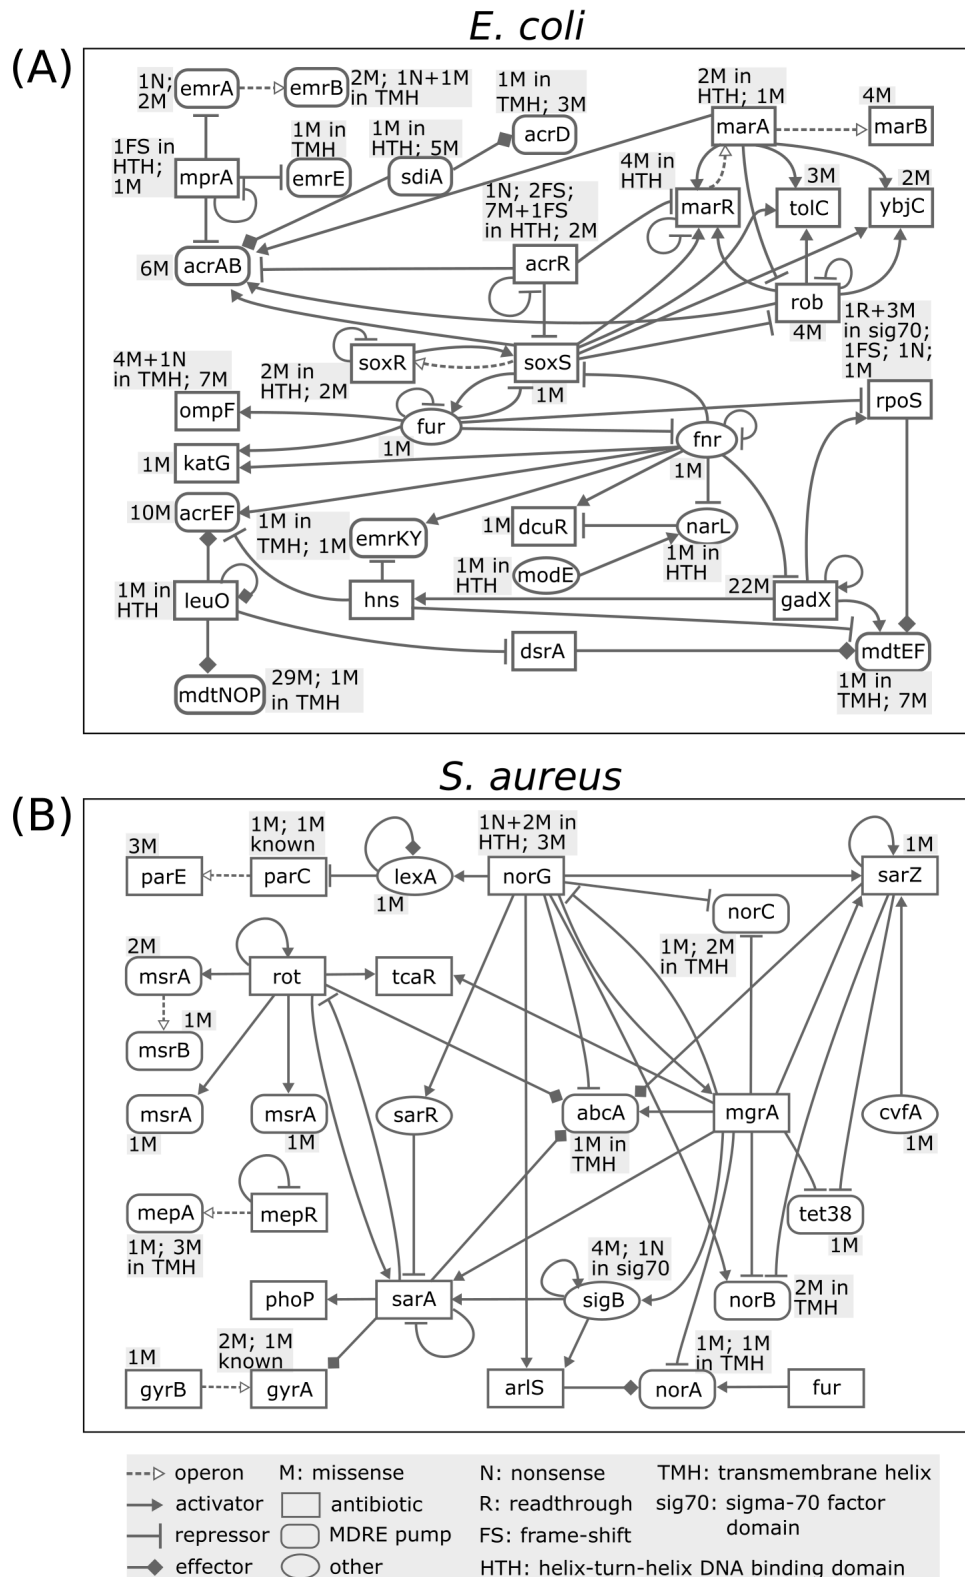 E. coli
(A)
1N;
2M
emrA
emrB
2M; 1N+1M
in TMH
1M in
TMH; 3M
acrD
2M in
HTH; 1M
marA
4M
marB
1FS in
HTH;
1M
mprA
1M in
TMH
emrE
1M in
HTH; 5M
sdiA
4M in
HTH
marR
3M
tolC
2M
ybjC
1N; 2FS;
7M+1FS
in HTH; 2M
acrR
6M
acrAB
rob
4M
1R+3M
in sig70;
1FS; 1N;
1M
rpoS
soxR
2M in
HTH; 2M
soxS
1M
4M+1N
in TMH; 7M
ompF
fur
1M
fnr
1M
1M
katG
10M
acrEF
1M in
TMH; 1M
emrKY
1M
dcuR
narL
1M in
HTH
1M in
HTH
modE
1M in
HTH
leuO
hns
22M
gadX
dsrA
mdtEF
1M in
TMH; 7M
mdtNOP
29M; 1M
in TMH
S. aureus
(B)
3M
parE
1M; 1M
known
parC
lexA
1M
1N+2M in
HTH; 3M
norG
1M
sarZ
norC
1M; 2M
in TMH
2M
msrA
rot
tcaR
1M
msrB
msrA
1M
msrA
1M
sarR
abcA
1M in
TMH
mgrA
cvfA
1M
mepA
1M; 3M
in TMH
mepR
tet38
1M
4M; 1N
in sig70
phoP
sarA
sigB
norB
2M in
TMH
1M
gyrB
2M; 1M
known
gyrA
arlS
1M; 1M
in TMH
norA
fur
operon
M: missense
N: nonsense
TMH: transmembrane helix
activator
antibiotic
R: readthrough
sig70: sigma-70 factor
domain
repressor
MDRE pump
FS: frame-shift
effector
other
HTH: helix-turn-helix DNA binding domain